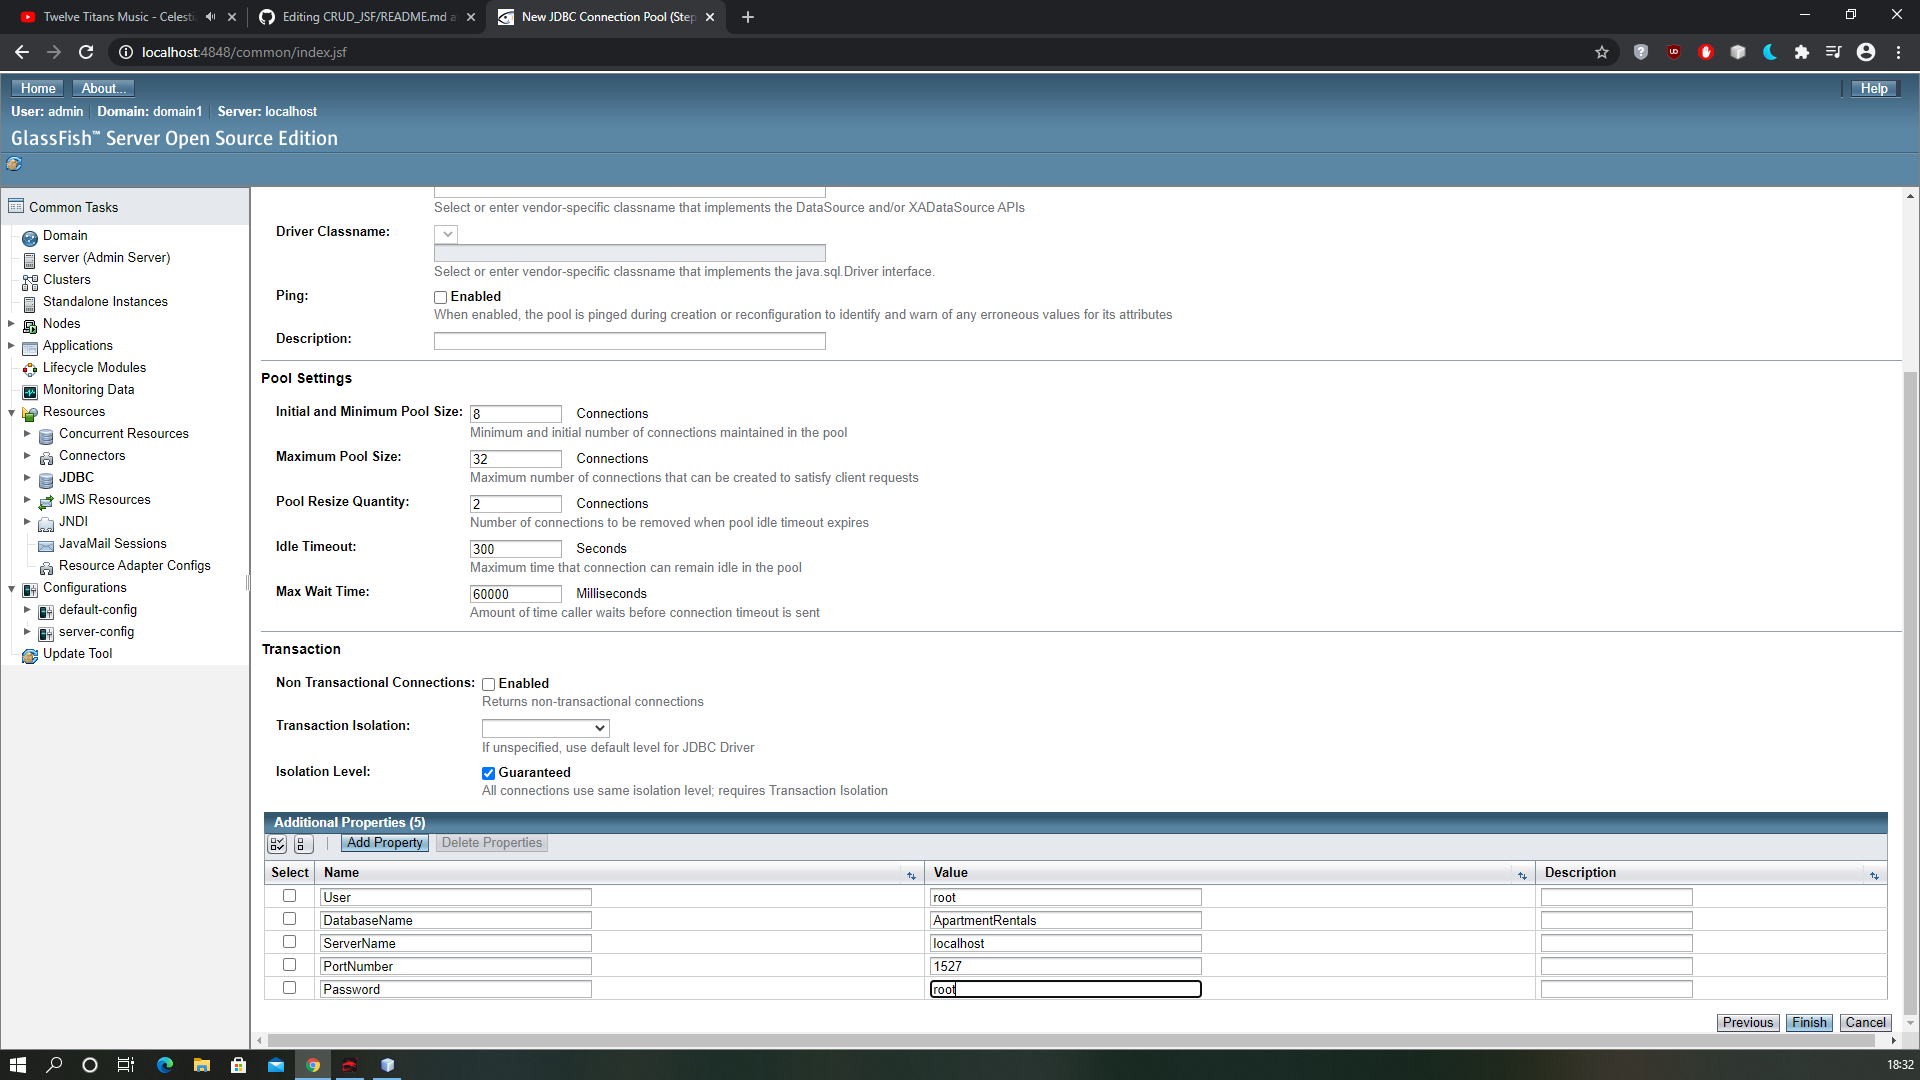 Twelve Titans Music - Celesti
Editing CRUD_JSF/README.md a
New JDBC Connection Pool (Step
localhost:4848/common/index.jsf
Home
About...
Help
User: admin
Domain: domain1
Server: localhost
GlassFish™ Server Open Source Edition
Common Tasks
Domain
server (Admin Server)
Clusters
Standalone Instances
Nodes
Applications
Lifecycle Modules
Monitoring Data
Resources
Concurrent Resources
Connectors
JDBC
JMS Resources
JNDI
JavaMail Sessions
Resource Adapter Configs
Configurations
default-config
server-config
Update Tool
Select or enter vendor-specific classname that implements the DataSource and/or XADataSource APIs
Driver Classname:
Select or enter vendor-specific classname that implements the java.sql.Driver interface.
Ping:
Enabled
When enabled, the pool is pinged during creation or reconfiguration to identify and warn of any erroneous values for its attributes
Description:
Pool Settings
Initial and Minimum Pool Size: 8 Connections
Minimum and initial number of connections maintained in the pool
Maximum Pool Size: 32 Connections
Maximum number of connections that can be created to satisfy client requests
Pool Resize Quantity: 2 Connections
Number of connections to be removed when pool idle timeout expires
Idle Timeout: 300 Seconds
Maximum time that connection can remain idle in the pool
Max Wait Time: 60000 Milliseconds
Amount of time caller waits before connection timeout is sent
Transaction
Non Transactional Connections: Enabled
Returns non-transactional connections
Transaction Isolation:
If unspecified, use default level for JDBC Driver
Isolation Level: Guaranteed
All connections use same isolation level; requires Transaction Isolation
Additional Properties (5)
Add Property Delete Properties
Select Name Value Description
User root
DatabaseName ApartmentRentals
ServerName localhost
PortNumber 1527
Password root
Previous Finish Cancel
18:32